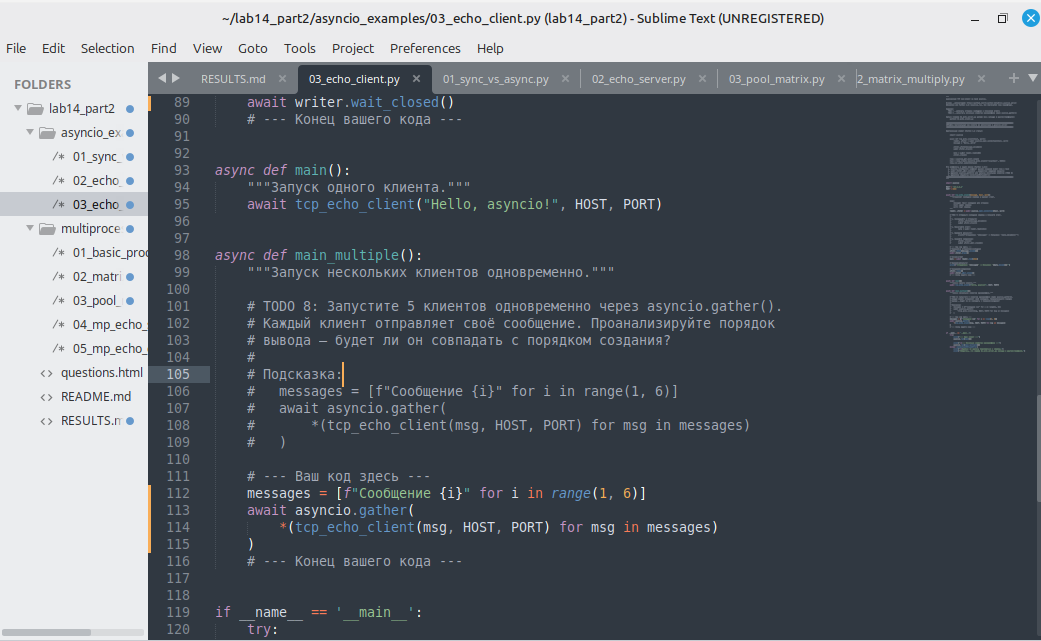 ~/lab14_part2/asyncio_examples/03_echo_client.py (lab14_part2) - Sublime Text (UNREGISTERED)
File Edit Selection Find View Goto Tools Project Preferences Help
FOLDERS
lab14_part2
asyncio_exa
/* 01_sync_
/* 02_echo_
/* 03_echo_
multiproce
/* 01_basic_proc
/* 02_matri
/* 03_pool_
/* 04_mp_echo_
/* 05_mp_echo_
<> questions.html
<> README.md
<> RESULTS.m
RESULTS.md × 03_echo_client.py × 01_sync_vs_async.py × 02_echo_server.py × 03_pool_matrix.py × 2_matrix_multiply.py × +
89     await writer.wait_closed()
90     # --- Конец вашего кода ---
91
92
93 async def main():
94     """Запуск одного клиента."""
95     await tcp_echo_client("Hello, asyncio!", HOST, PORT)
96
97
98 async def main_multiple():
99     """Запуск нескольких клиентов одновременно."""
100
101     # TODO 8: Запустите 5 клиентов одновременно через asyncio.gather().
102     # Каждый клиент отправляет своё сообщение. Проанализируйте порядок
103     # вывода — будет ли он совпадать с порядком создания?
104     #
105     # Подсказка:
106     #   messages = [f"Сообщение {i}" for i in range(1, 6)]
107     #   await asyncio.gather(
108     #       *(tcp_echo_client(msg, HOST, PORT) for msg in messages)
109     #   )
110
111     # --- Ваш код здесь ---
112     messages = [f"Сообщение {i}" for i in range(1, 6)]
113     await asyncio.gather(
114         *(tcp_echo_client(msg, HOST, PORT) for msg in messages)
115     )
116     # --- Конец вашего кода ---
117
118
119 if __name__ == '__main__':
120     try: